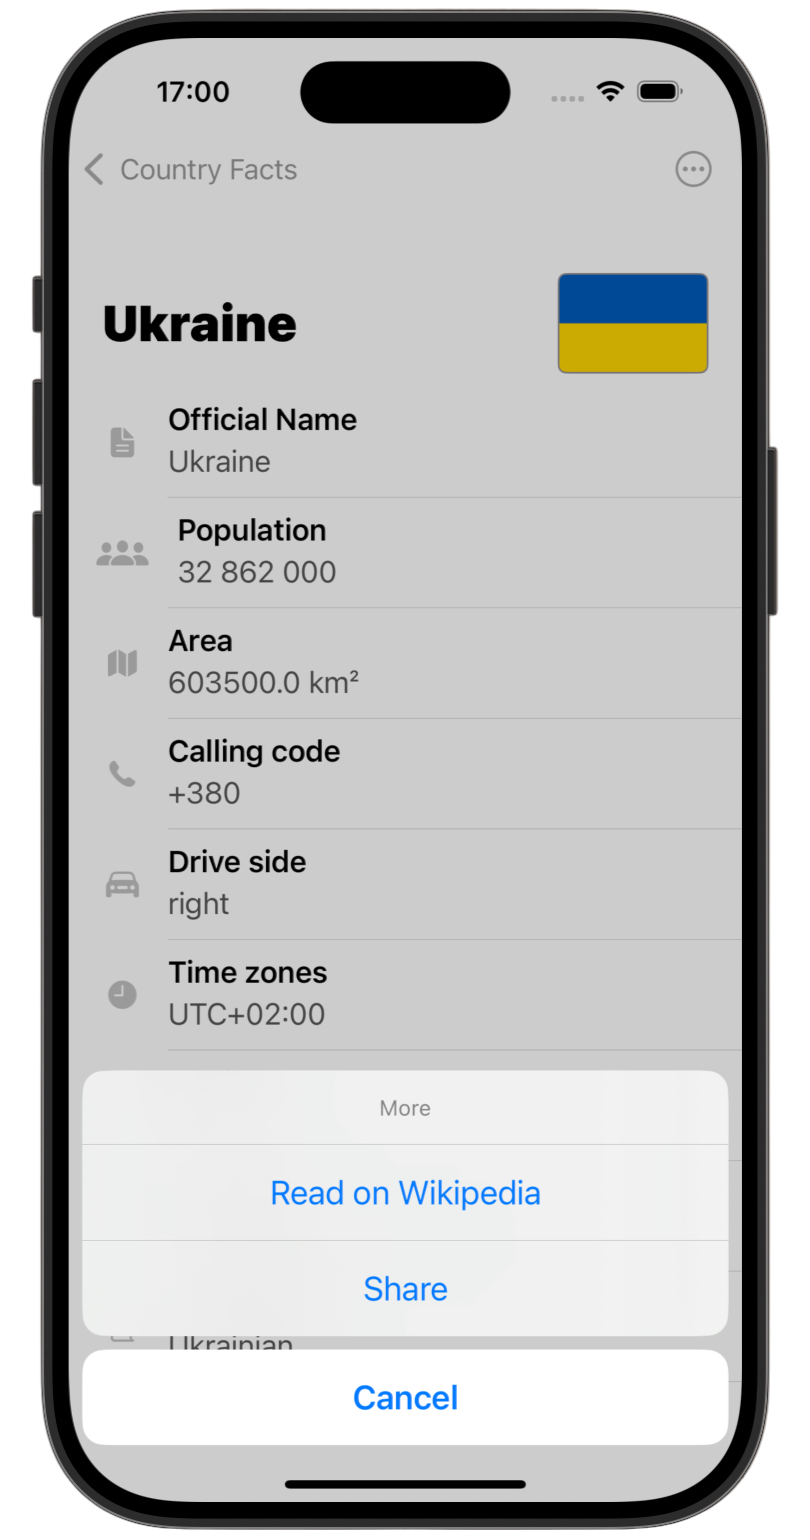 17:00
Country Facts
Ukraine
Official Name
Ukraine
Population
32 862 000
Area
603500.0 km²
Calling code
+380
Drive side
right
Time zones
UTC+02:00
More
Read on Wikipedia
Share
Ukrainian
Cancel